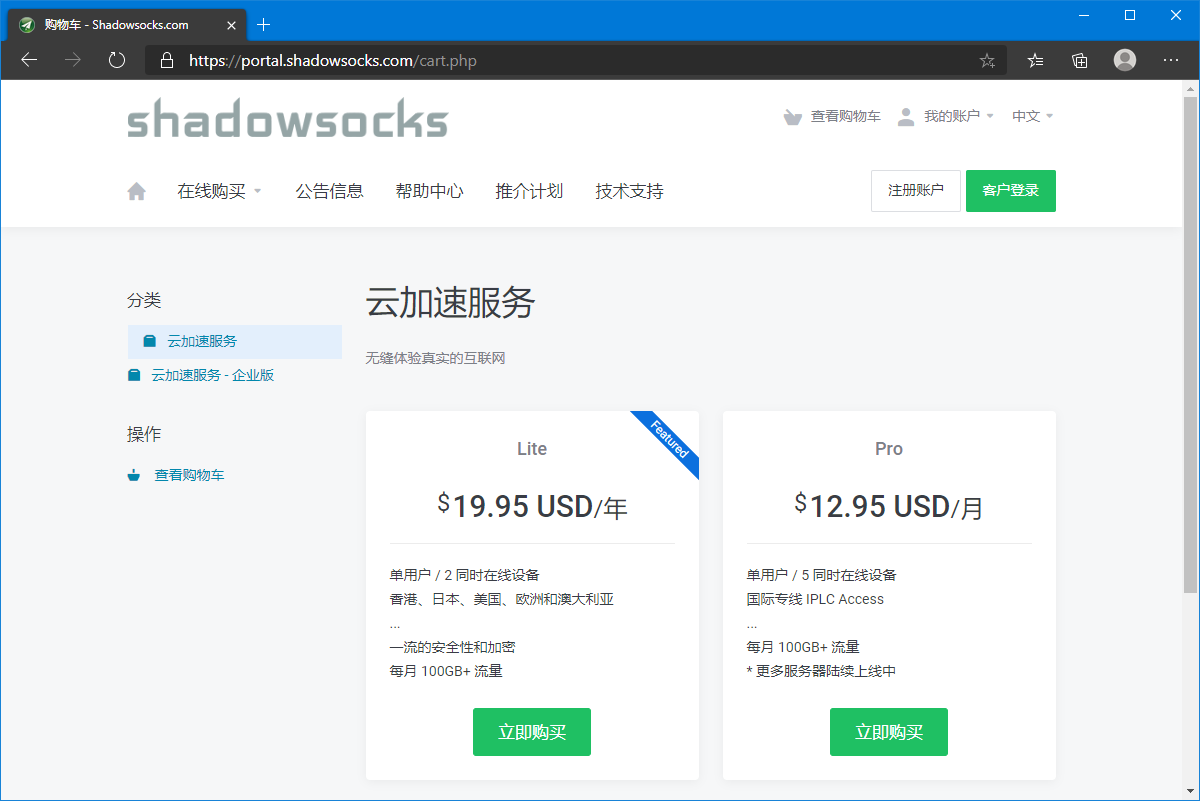 购物车 - Shadowsocks.com
https://portal.shadowsocks.com/cart.php
shadowsocks
查看购物车 我的账户 中文
在线购买 公告信息 帮助中心 推介计划 技术支持 注册账户 客户登录
分类
云加速服务
云加速服务 - 企业版
操作
查看购物车
云加速服务
无缝体验真实的互联网
Featured
Lite
$19.95 USD/年
单用户 / 2 同时在线设备
香港、日本、美国、欧洲和澳大利亚
...
一流的安全性和加密
每月 100GB+ 流量
立即购买
Pro
$12.95 USD/月
单用户 / 5 同时在线设备
国际专线 IPLC Access
...
每月 100GB+ 流量
* 更多服务器陆续上线中
立即购买